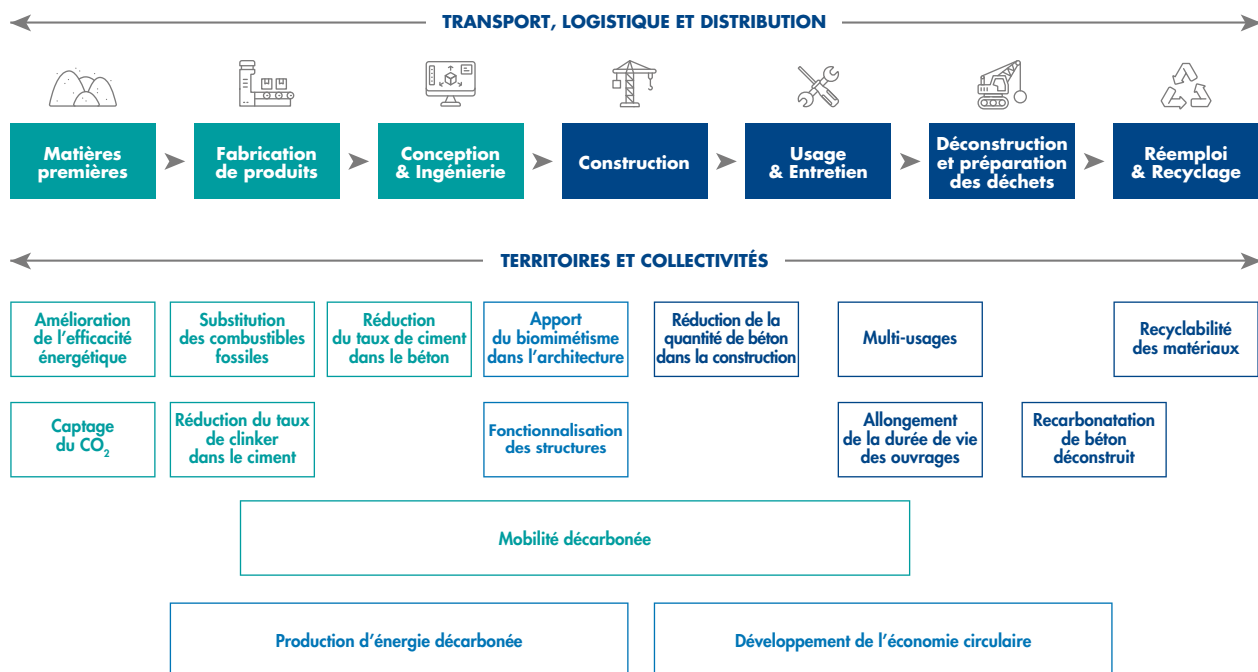 TRANSPORT, LOGISTIQUE ET DISTRIBUTION
Matières
premières
Fabrication
de produits
Conception
& Ingénierie
Construction
Usage
& Entretien
Déconstruction
et préparation
des déchets
Réemploi
& Recyclage
TERRITOIRES ET COLLECTIVITÉS
Amélioration
de l’efficacité
énergétique
Substitution
des combustibles
fossiles
Réduction
du taux de ciment
dans le béton
Apport
du biomimétisme
dans l’architecture
Réduction de la
quantité de béton
dans la construction
Multi-usages
Recyclabilité
des matériaux
Captage
du CO₂
Réduction du taux
de clinker
dans le ciment
Fonctionnalisation
des structures
Allongement
de la durée de vie
des ouvrages
Recarbonatation
de béton
déconstruit
Mobilité décarbonée
Production d’énergie décarbonée
Développement de l’économie circulaire